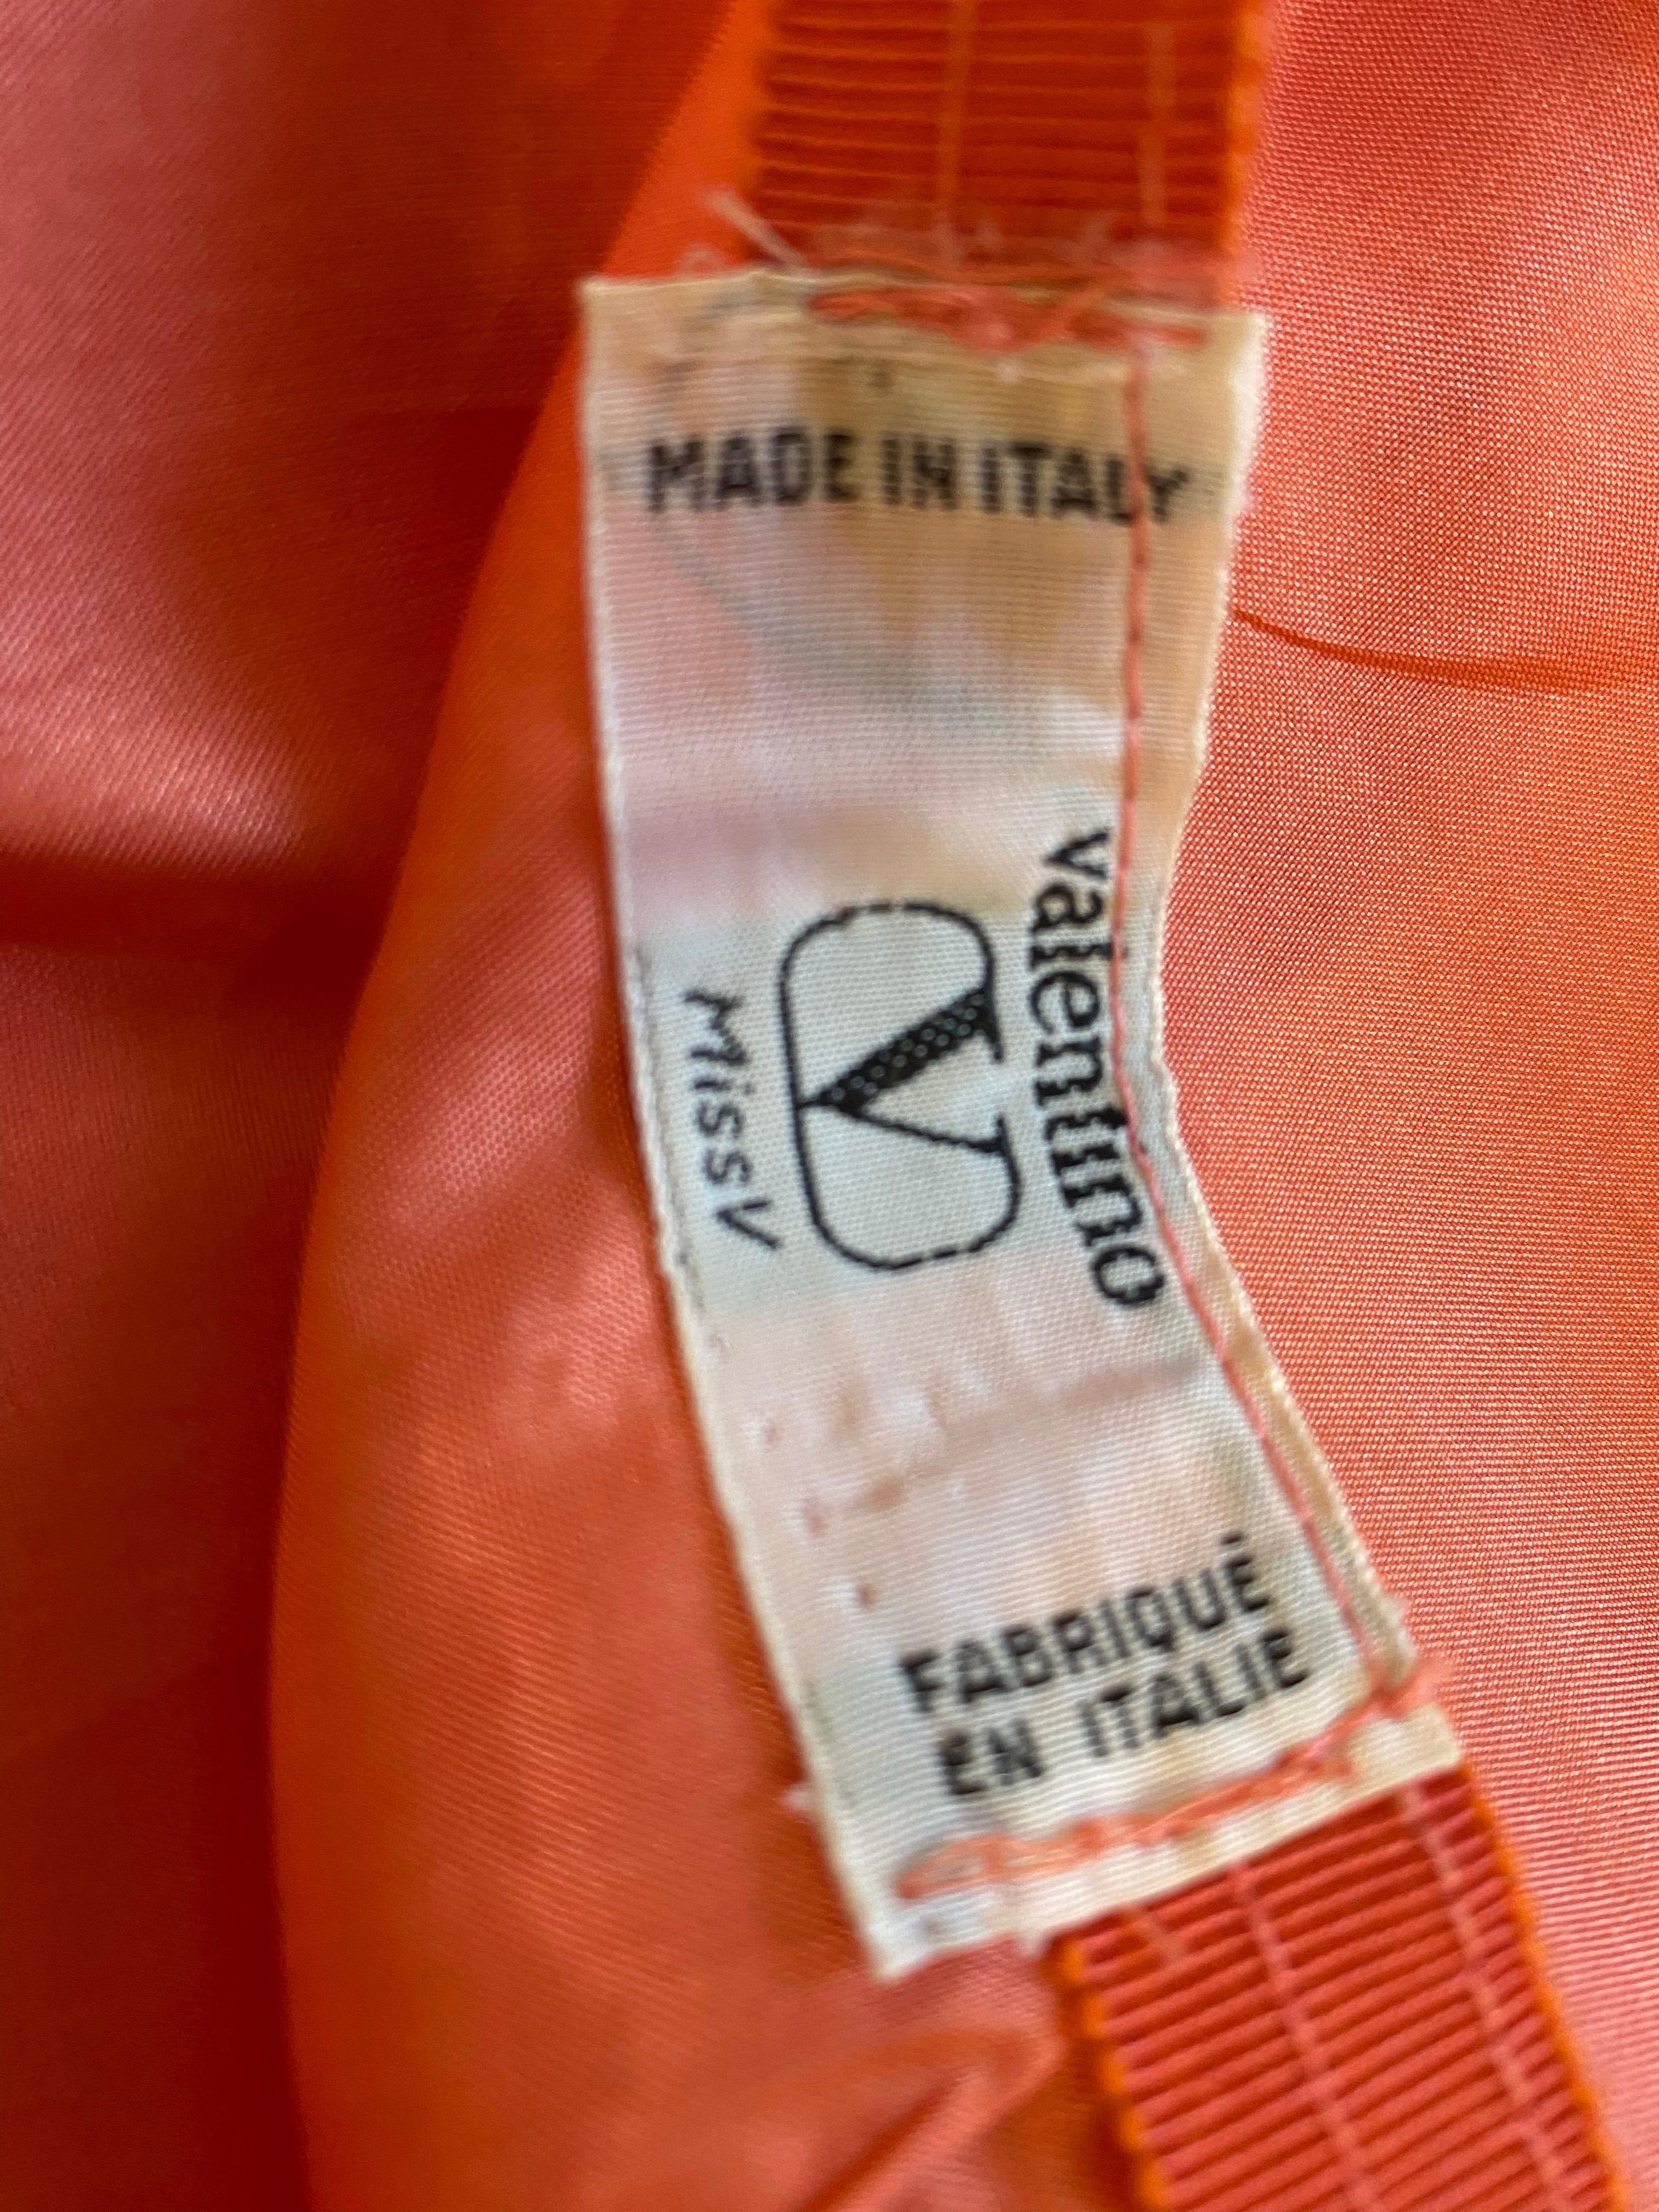 MADE IN ITALY
valentino
V
MissV
FABRIQUÉ
EN ITALIE